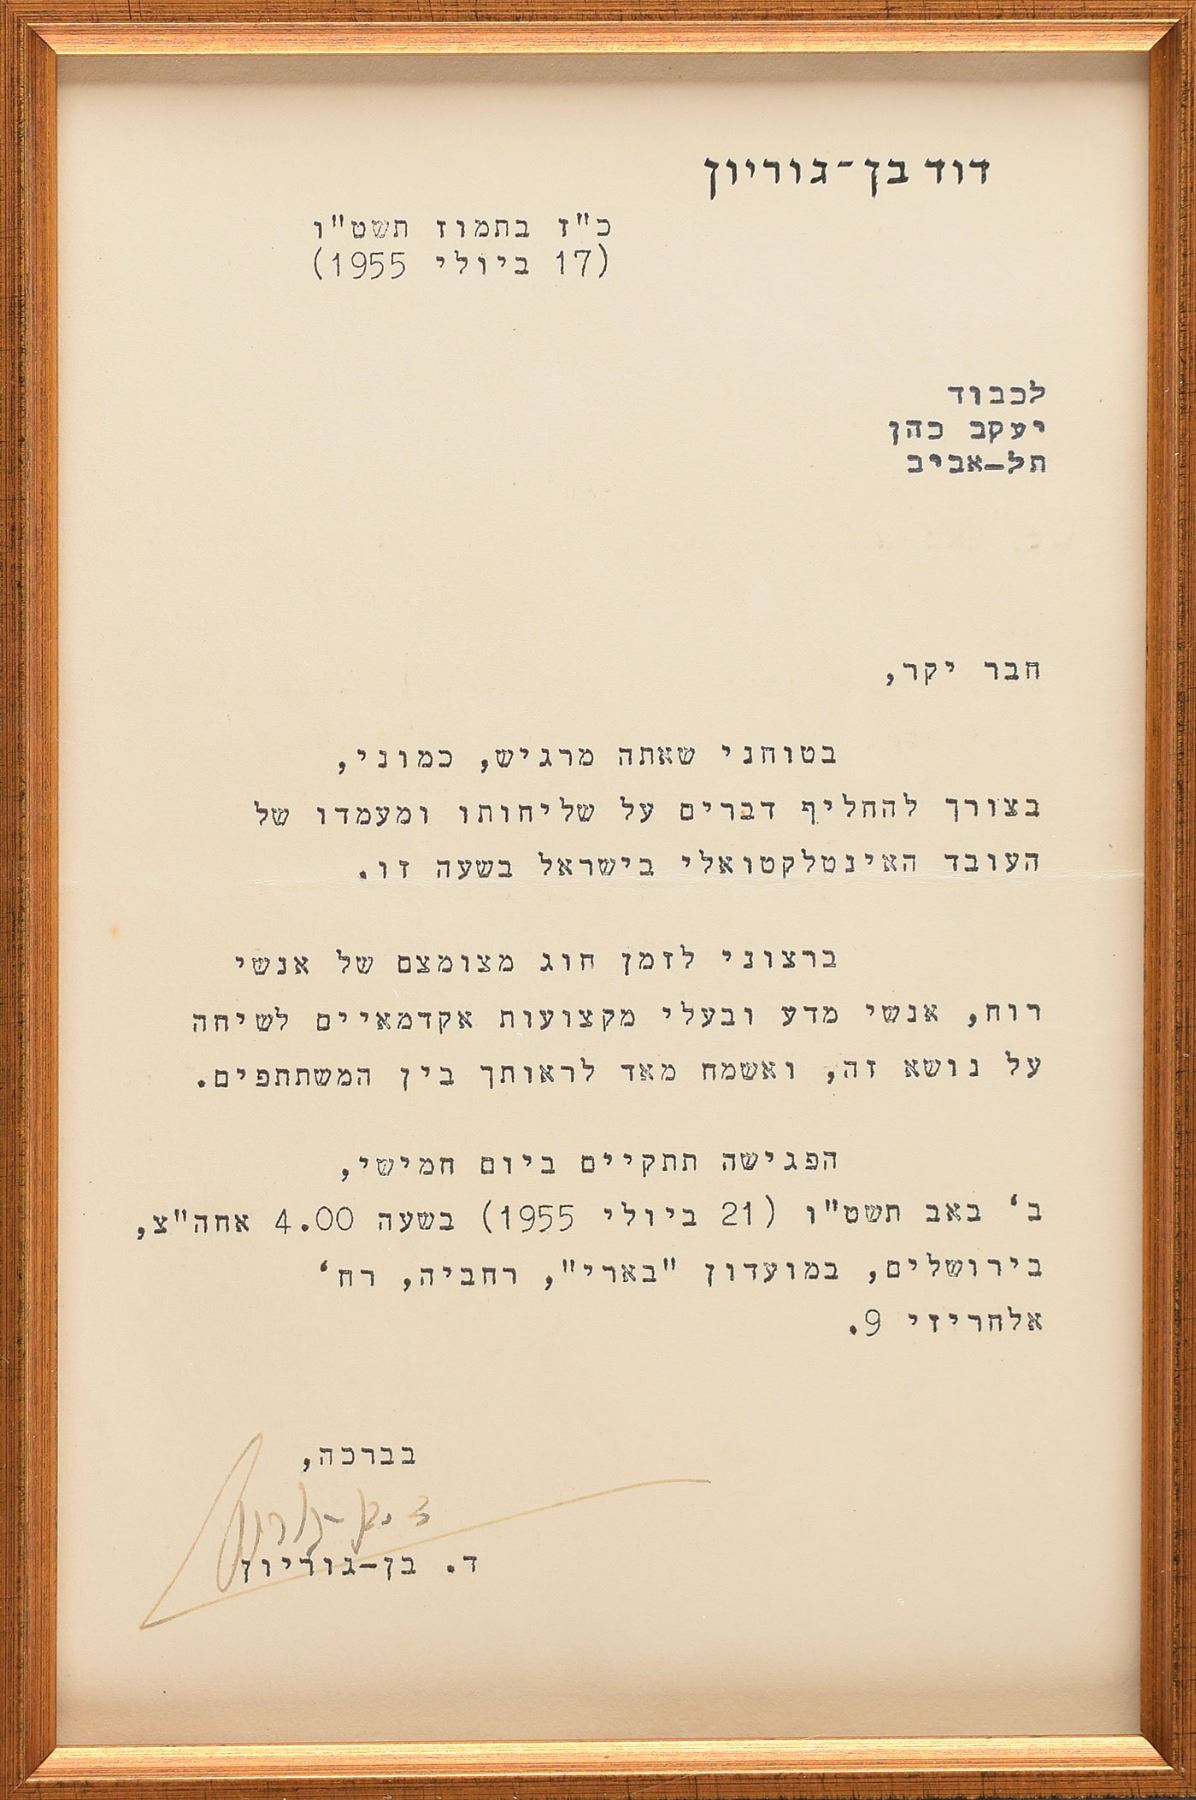 דוד בן-גוריון
כ"ז בתמוז תשט"ו
(17 ביולי 1955)
לכבוד
יעקב כהן
תל-אביב
חבר יקר,
בטוחני שאתה מרגיש, כמוני,
בצורך להחליף דברים על שליחותו ומעמדו של
העובד האינטלקטואלי בישראל בשעה זו.
ברצוני לזמן חוג מצומצם של אנשי
רוח, אנשי מדע ובעלי מקצועות אקדמאיים לשיחה
על נושא זה, ואשמח מאד לראותך בין המשתתפים.
הפגישה תתקיים ביום חמישי,
ב' באב תשט"ו (21 ביולי 1955) בשעה 4.00 אחה"צ,
בירושלים, במועדון "בארי", רחביה, רח'
אלחריזי 9.
בברכה,
ד. בן-גוריון
ד. בן-גוריון